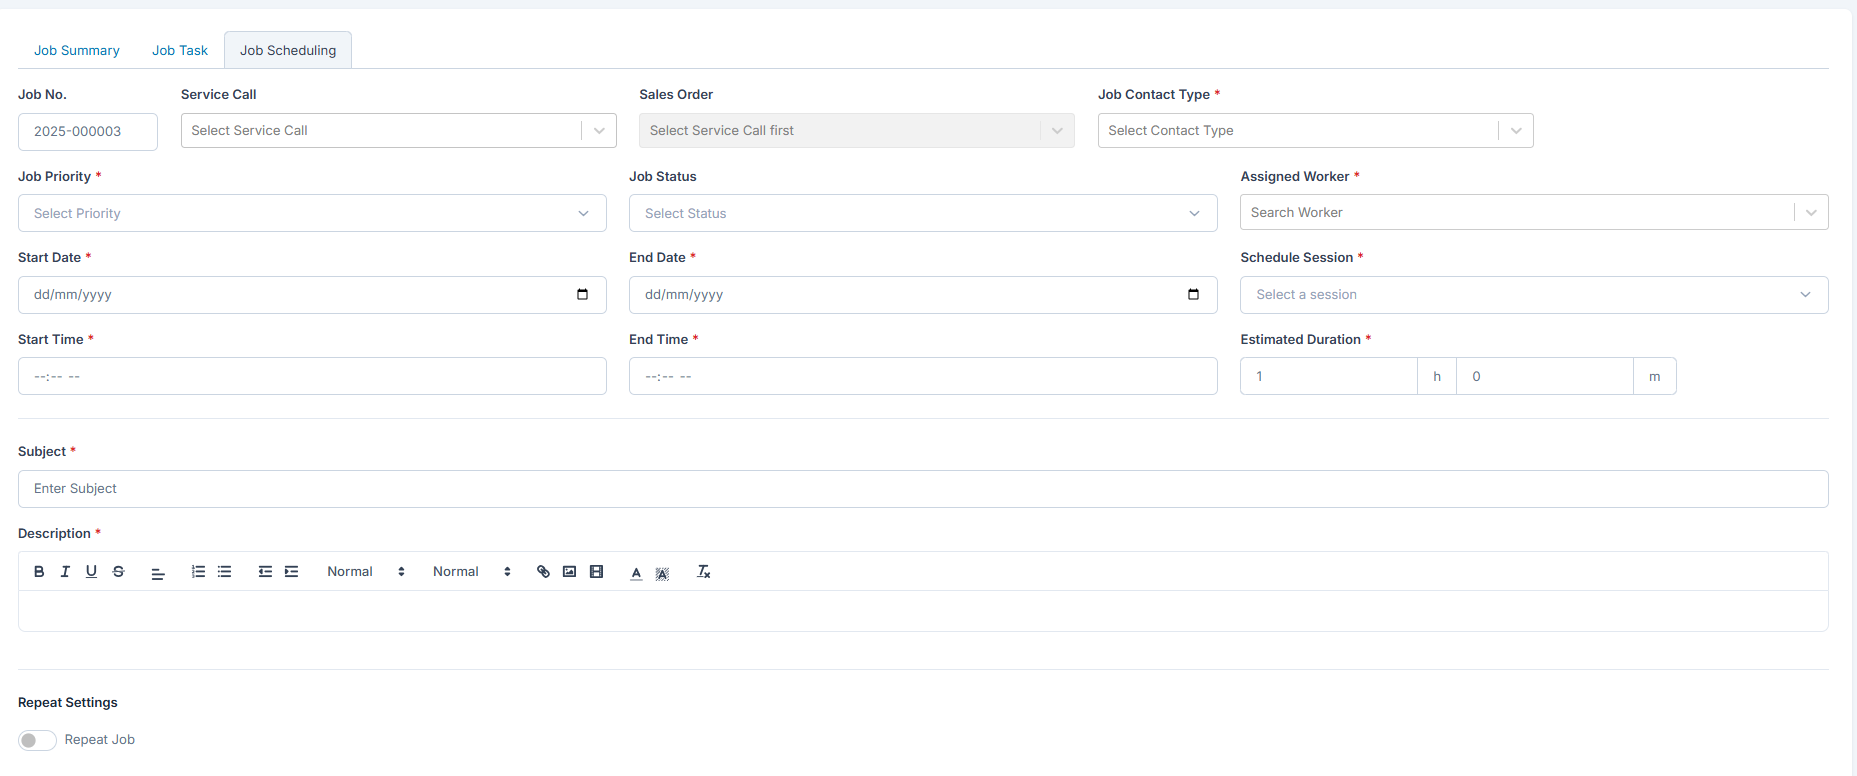 Job Summary Job Task Job Scheduling
Job No. Service Call Sales Order Job Contact Type *
2025-000003 Select Service Call Select Service Call first Select Contact Type
Job Priority * Job Status Assigned Worker *
Select Priority Select Status Search Worker
Start Date * End Date * Schedule Session *
dd/mm/yyyy dd/mm/yyyy Select a session
Start Time * End Time * Estimated Duration *
--:-- -- --:-- -- 1 h 0 m
Subject *
Enter Subject
Description *
B I U S Normal Normal A A Tx
Repeat Settings
Repeat Job